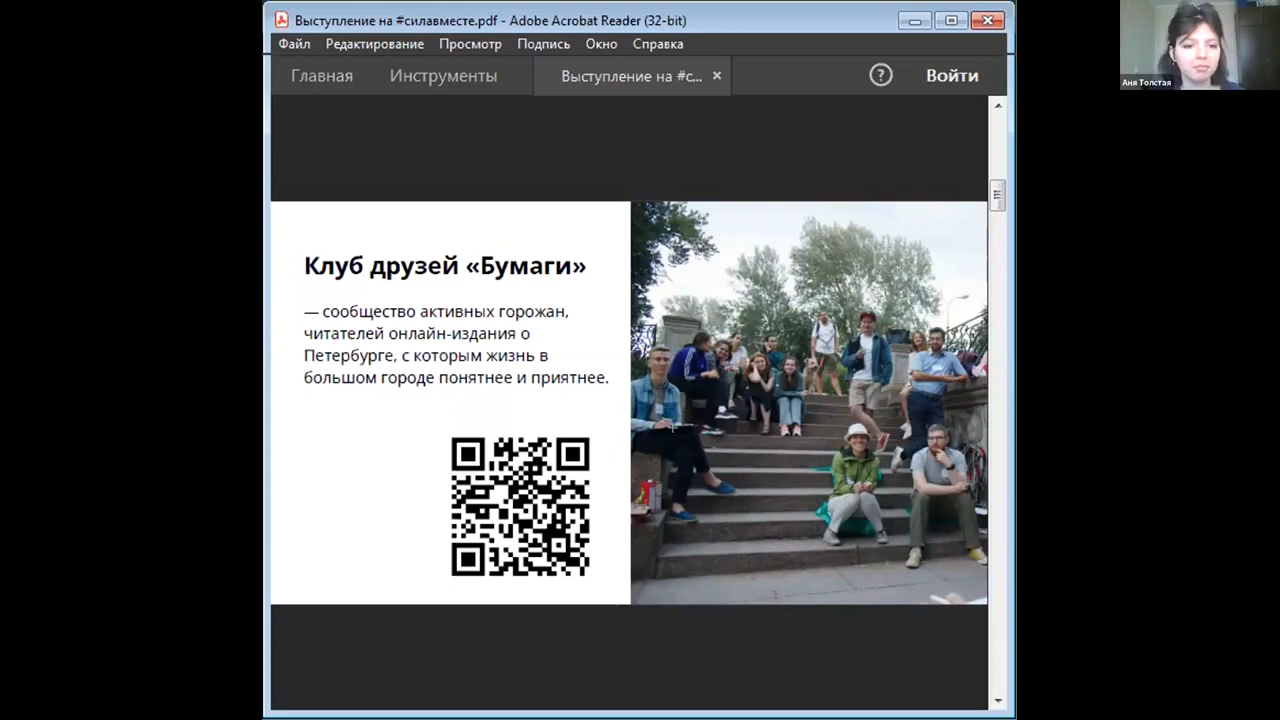 Выступление на #силавместе.pdf - Adobe Acrobat Reader (32-bit)
Файл Редактирование Просмотр Подпись Окно Справка
Главная Инструменты Выступление на #с... × ? Войти
Аня Толстая
Клуб друзей «Бумаги»
— сообщество активных горожан,
читателей онлайн-издания о
Петербурге, с которым жизнь в
большом городе понятнее и приятнее.